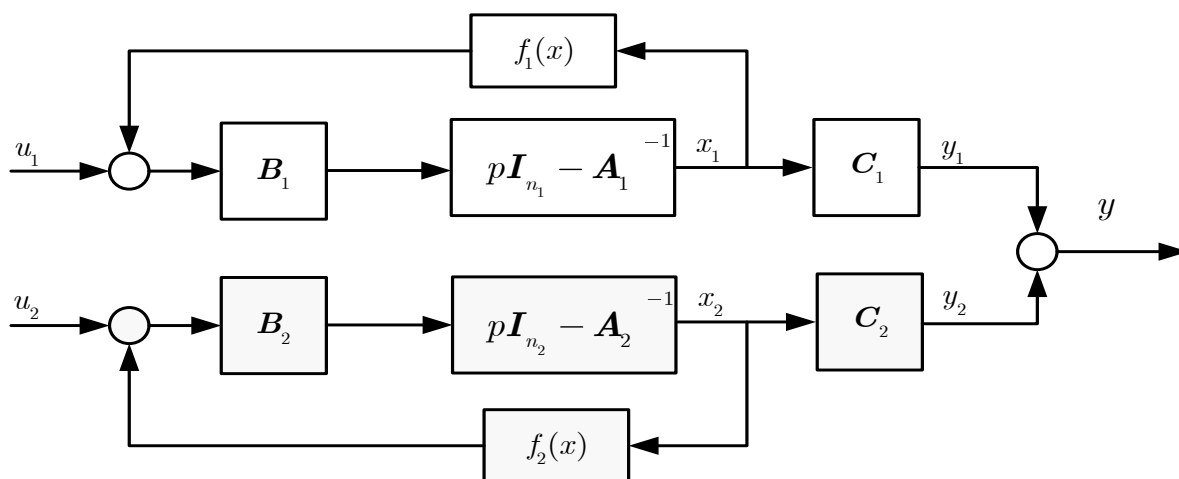 f₁(x)
u₁
B₁
pIₙ₁ − A₁⁻¹
x₁
C₁
y₁
y
u₂
B₂
pIₙ₂ − A₂⁻¹
x₂
C₂
y₂
f₂(x)